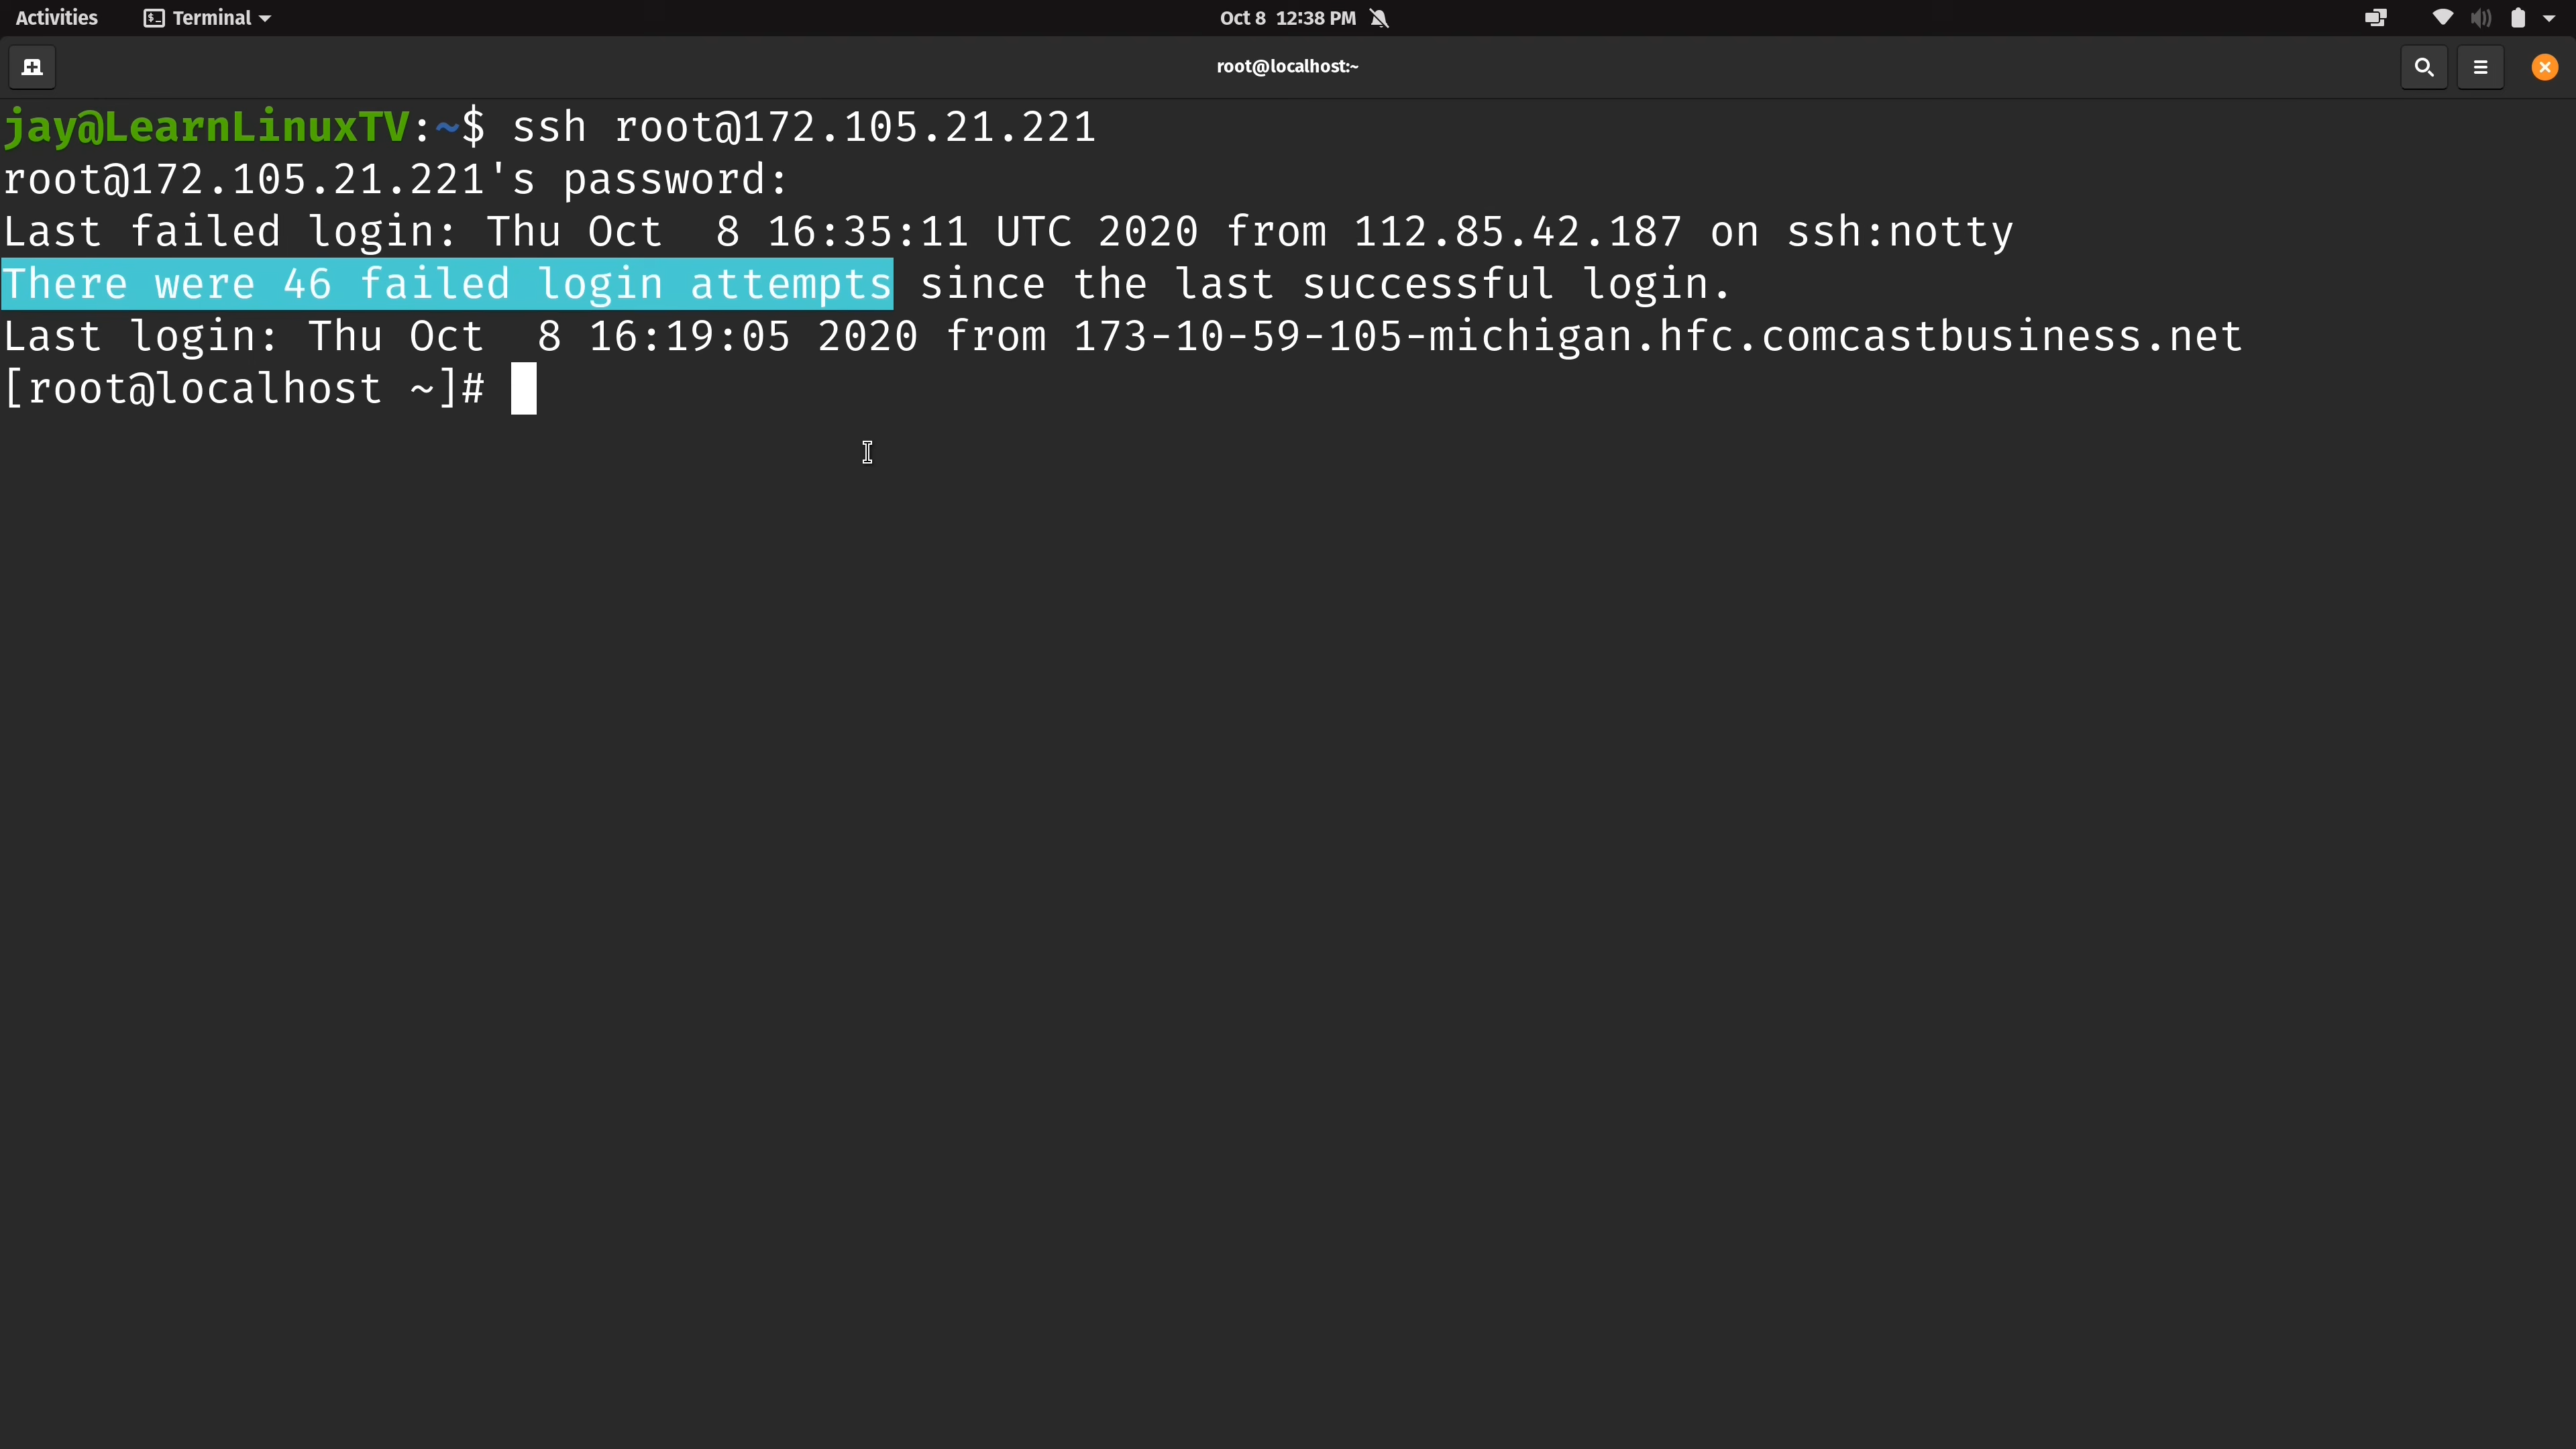 Activities Terminal Oct 8 12:38 PM
root@localhost:~
jay@LearnLinuxTV:~$ ssh root@172.105.21.221
root@172.105.21.221's password:
Last failed login: Thu Oct  8 16:35:11 UTC 2020 from 112.85.42.187 on ssh:notty
There were 46 failed login attempts since the last successful login.
Last login: Thu Oct  8 16:19:05 2020 from 173-10-59-105-michigan.hfc.comcastbusiness.net
[root@localhost ~]#